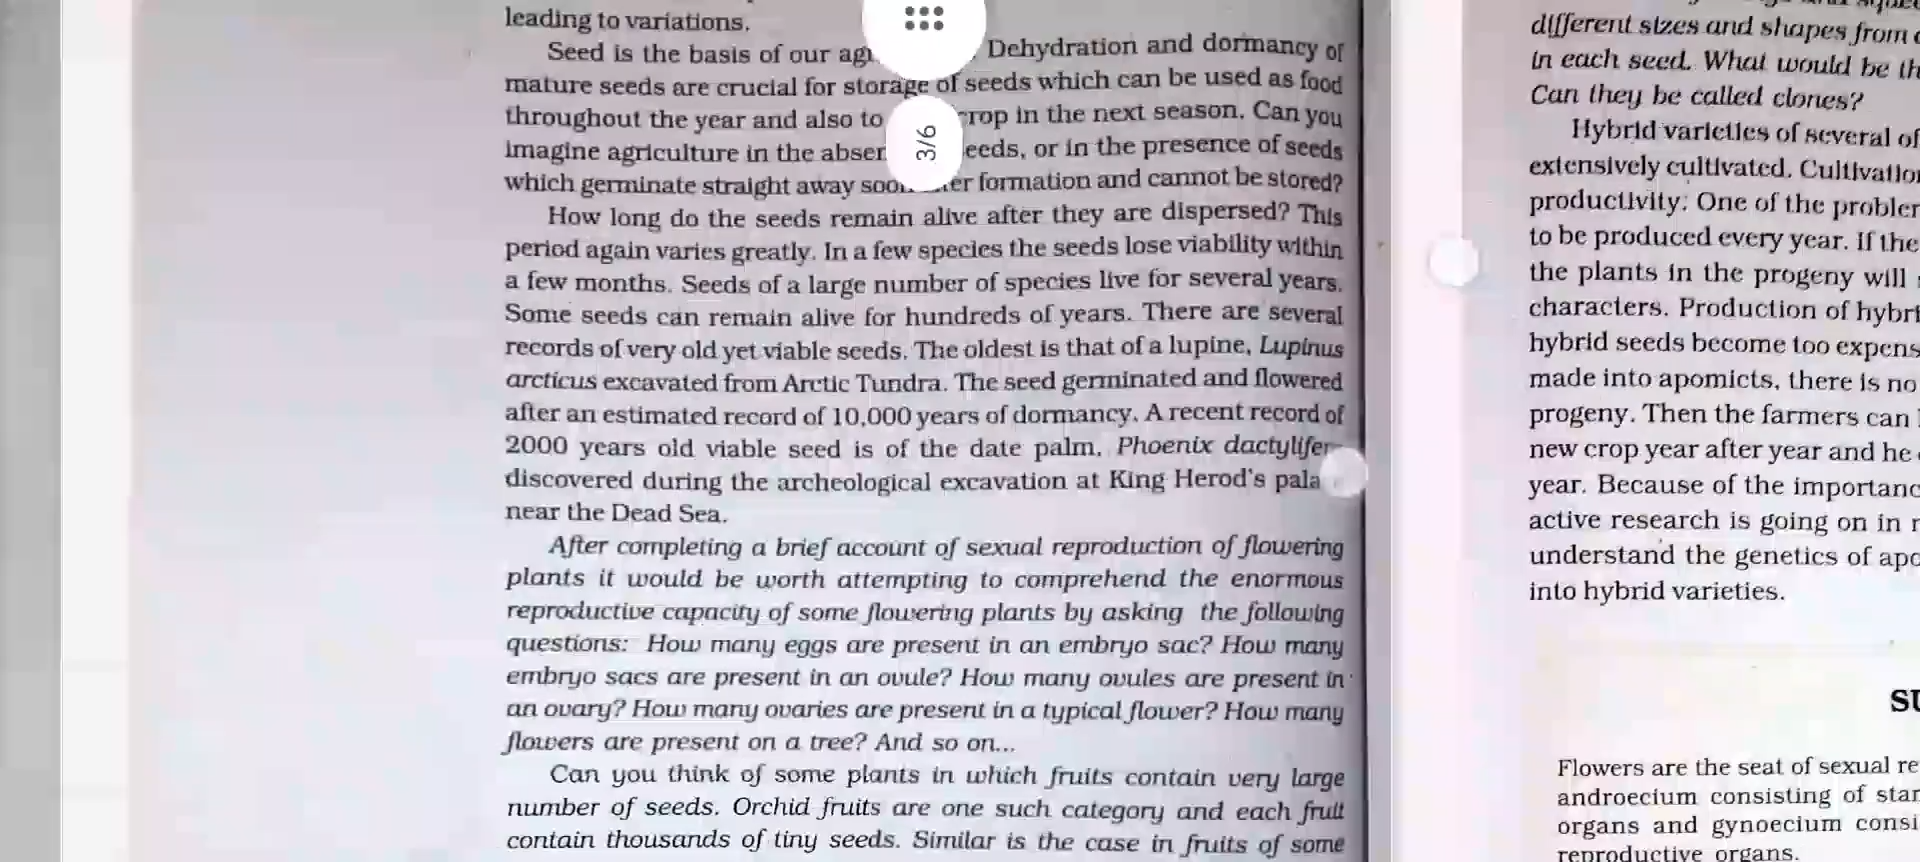 leading to variations.
Seed is the basis of our Dehydration and dormancy of
mature seeds are crucial for storage of seeds which can be used as food
throughout the year and also to crop in the next season. Can you
imagine agriculture in the seeds, or in the presence of seeds
which germinate straight away formation and cannot be stored?
How long do the seeds remain alive after they are dispersed? This
period again varies greatly. In a few species the seeds lose viability within
a few months. Seeds of a large number of species live for several years.
Some seeds can remain alive for hundreds of years. There are several
records of very old yet viable seeds. The oldest is that of a lupine, Lupinus
arcticus excavated from Arctic Tundra. The seed germinated and flowered
after an estimated record of 10,000 years of dormancy. A recent record of
2000 years old viable seed is of the date palm, Phoenix
discovered during the archeological excavation at King Herod's
near the Dead Sea.
After completing a brief account of sexual reproduction of flowering
plants it would be worth attempting to comprehend the enormous
reproductive capacity of some flowering plants by asking the following
questions: How many eggs are present in an embryo sac? How many
embryo sacs are present in an ovule? How many ovules are present in
an ovary? How many ovaries are present in a typical flower? How many
flowers are present on a tree? And so on...
Can you think of some plants in which fruits contain very large
number of seeds. Orchid fruits are one such category and each fruit
contain thousands of tiny seeds. Similar is the case in fruits of some
3/6
different sizes and shapes from
in each seed. What would be
Can they be called clones?
Hybrid varieties of several of
extensively cultivated.
productivity. One of the
to be produced every year. If the
the plants in the progeny will
characters. Production of
hybrid seeds become too
made into apomicts, there is no
progeny. Then the farmers can
new crop year after year and he
year. Because of the
active research is going on in
understand the genetics of
into hybrid varieties.
Flowers are the seat of sexual
androecium consisting of
organs and gynoecium
reproductive organs.